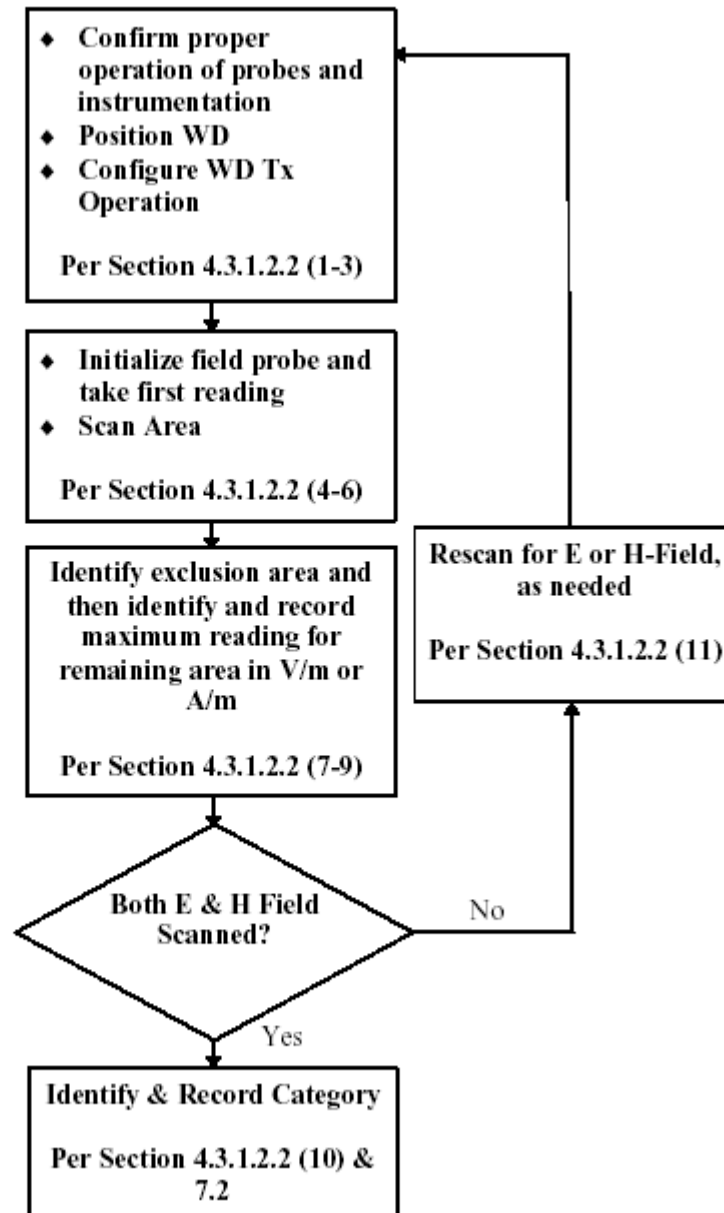 ♦ Confirm proper
operation of probes and
instrumentation
♦ Position WD
♦ Configure WD Tx
Operation
Per Section 4.3.1.2.2 (1-3)
♦ Initialize field probe and
take first reading
♦ Scan Area
Per Section 4.3.1.2.2 (4-6)
Identify exclusion area and
then identify and record
maximum reading for
remaining area in V/m or
A/m
Per Section 4.3.1.2.2 (7-9)
Rescan for E or H-Field,
as needed
Per Section 4.3.1.2.2 (11)
Both E & H Field
Scanned?
No
Yes
Identify & Record Category
Per Section 4.3.1.2.2 (10) &
7.2